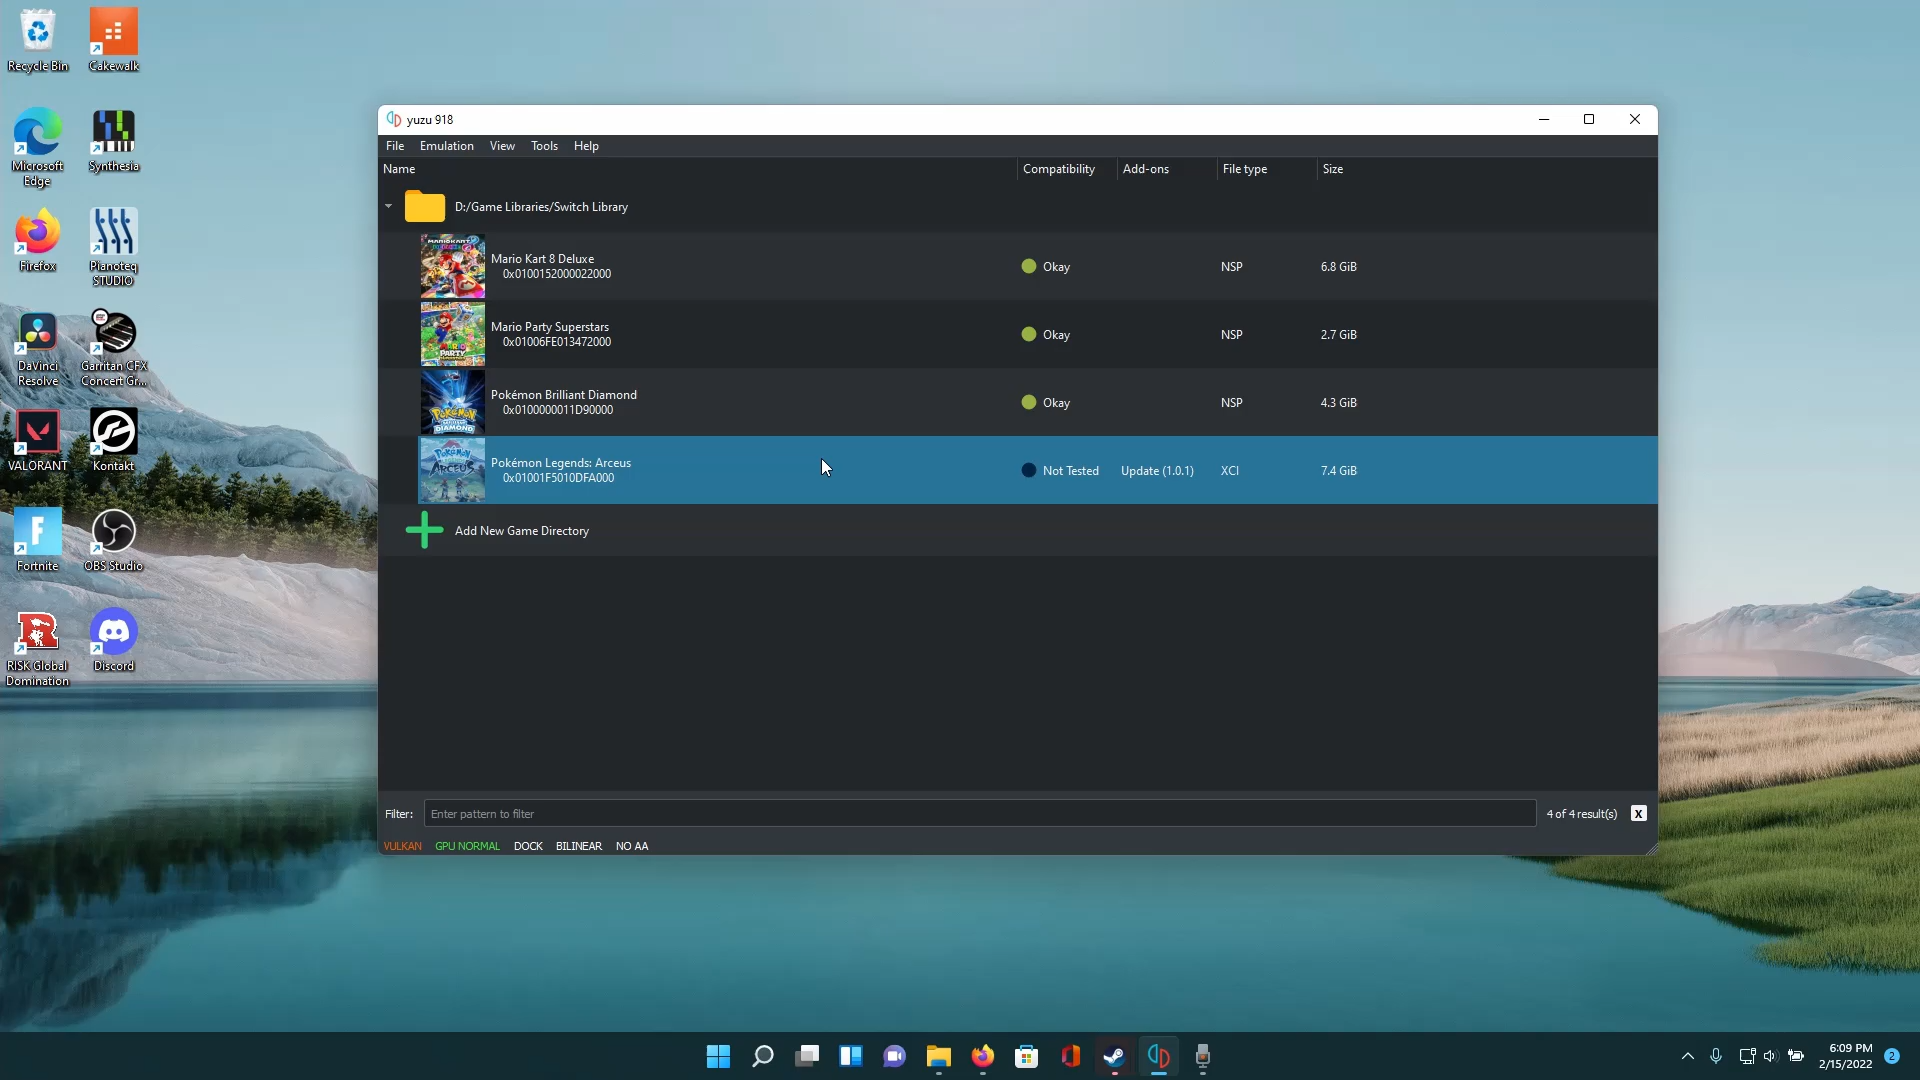 Recycle Bin
Cakewalk
Microsoft
Edge
Synthesia
Firefox
Pianoteq
STUDIO
DaVinci
Resolve
Garritan CFX
Concert Gr...
VALORANT
Kontakt
Fortnite
OBS Studio
RISK Global
Domination
Discord
yuzu 918
File Emulation View Tools Help
Name Compatibility Add-ons File type Size
D:/Game Libraries/Switch Library
Mario Kart 8 Deluxe
0x0100152000022000
Okay NSP 6.8 GiB
Mario Party Superstars
0x01006FE013472000
Okay NSP 2.7 GiB
Pokémon Brilliant Diamond
0x0100000011D90000
Okay NSP 4.3 GiB
Pokémon Legends: Arceus
0x01001F5010DFA000
Not Tested Update (1.0.1) XCI 7.4 GiB
Add New Game Directory
Filter: Enter pattern to filter 4 of 4 result(s) X
VULKAN GPU NORMAL DOCK BILINEAR NO AA
6:09 PM
2/15/2022
2